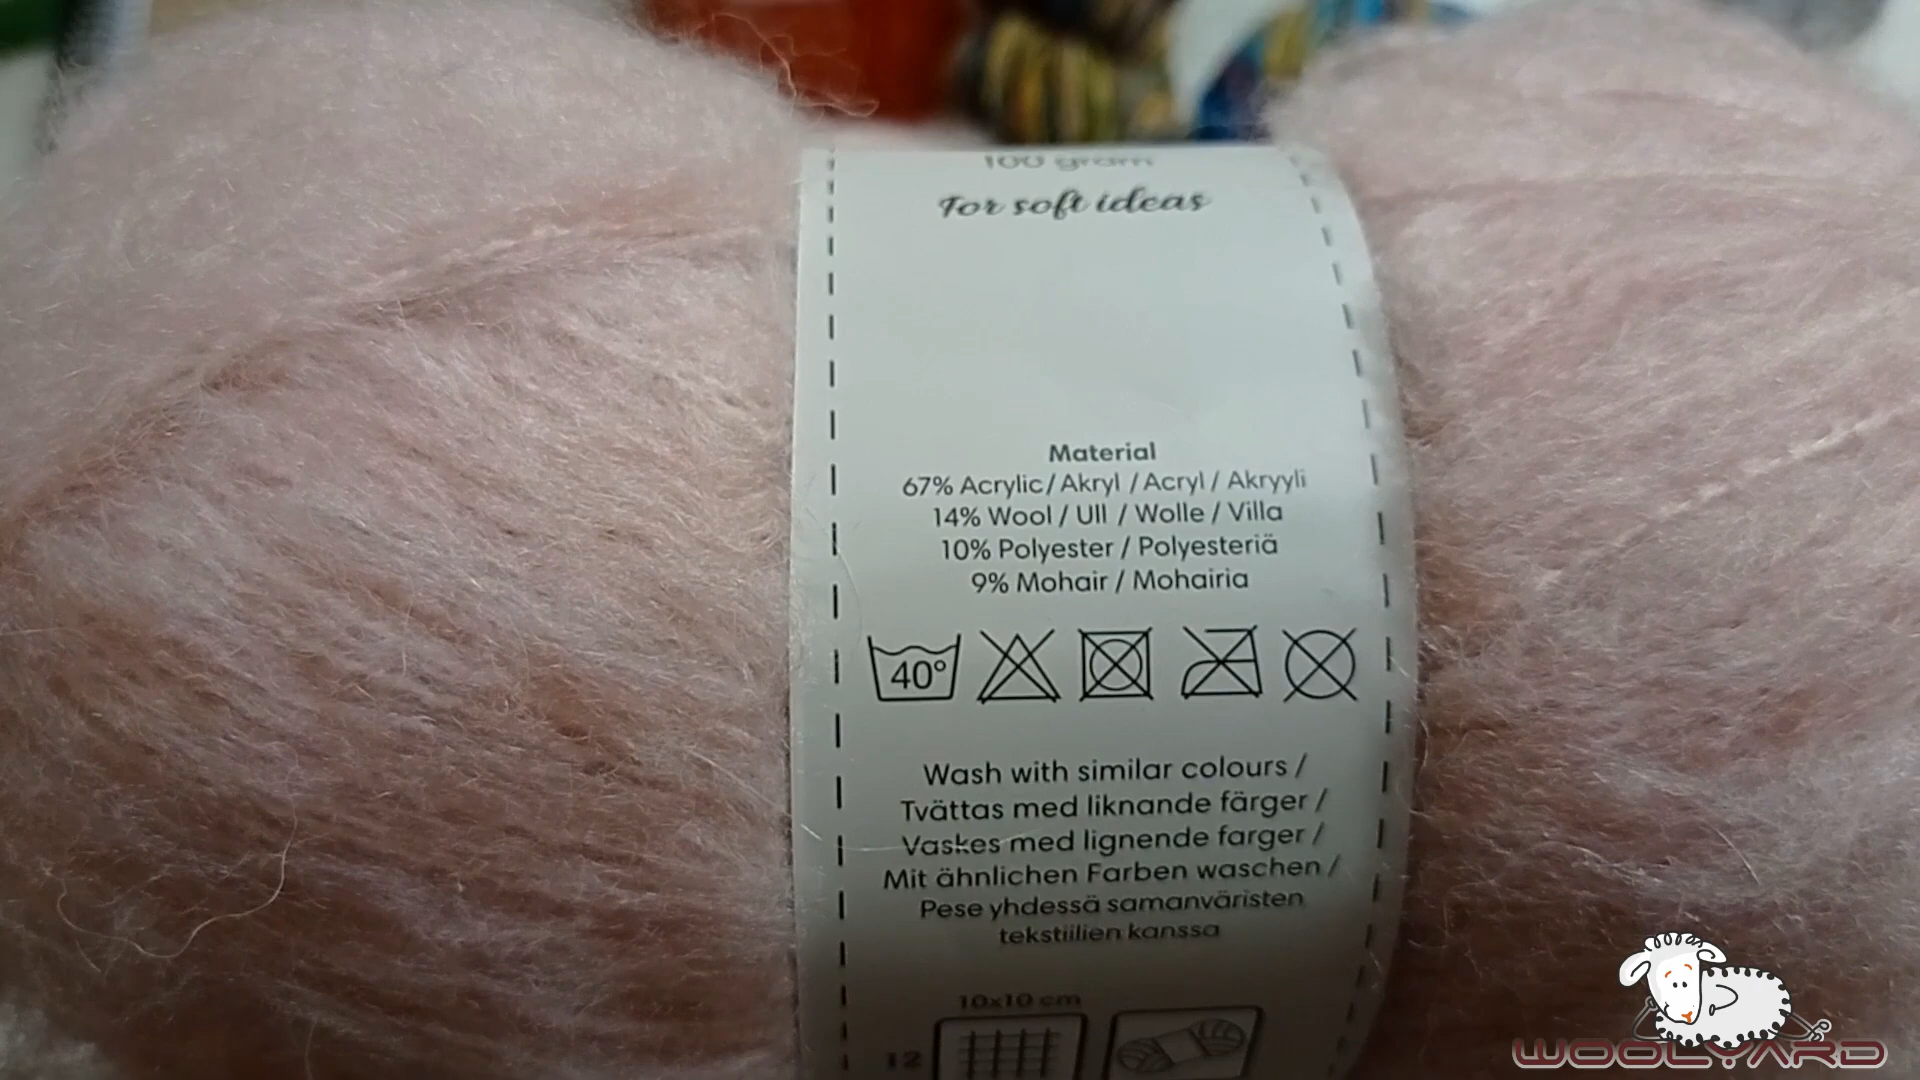 100 gram
For soft ideas
Material
67% Acrylic / Akryl / Acryl / Akryyli
14% Wool / Ull / Wolle / Villa
10% Polyester / Polyesteriä
9% Mohair / Mohairia
40°
Wash with similar colours /
Tvättas med liknande färger /
Vaskes med lignende farger /
Mit ähnlichen Farben waschen /
Pese yhdessä samanväristen
tekstiilien kanssa
10x10 cm
12
WOOLYARD